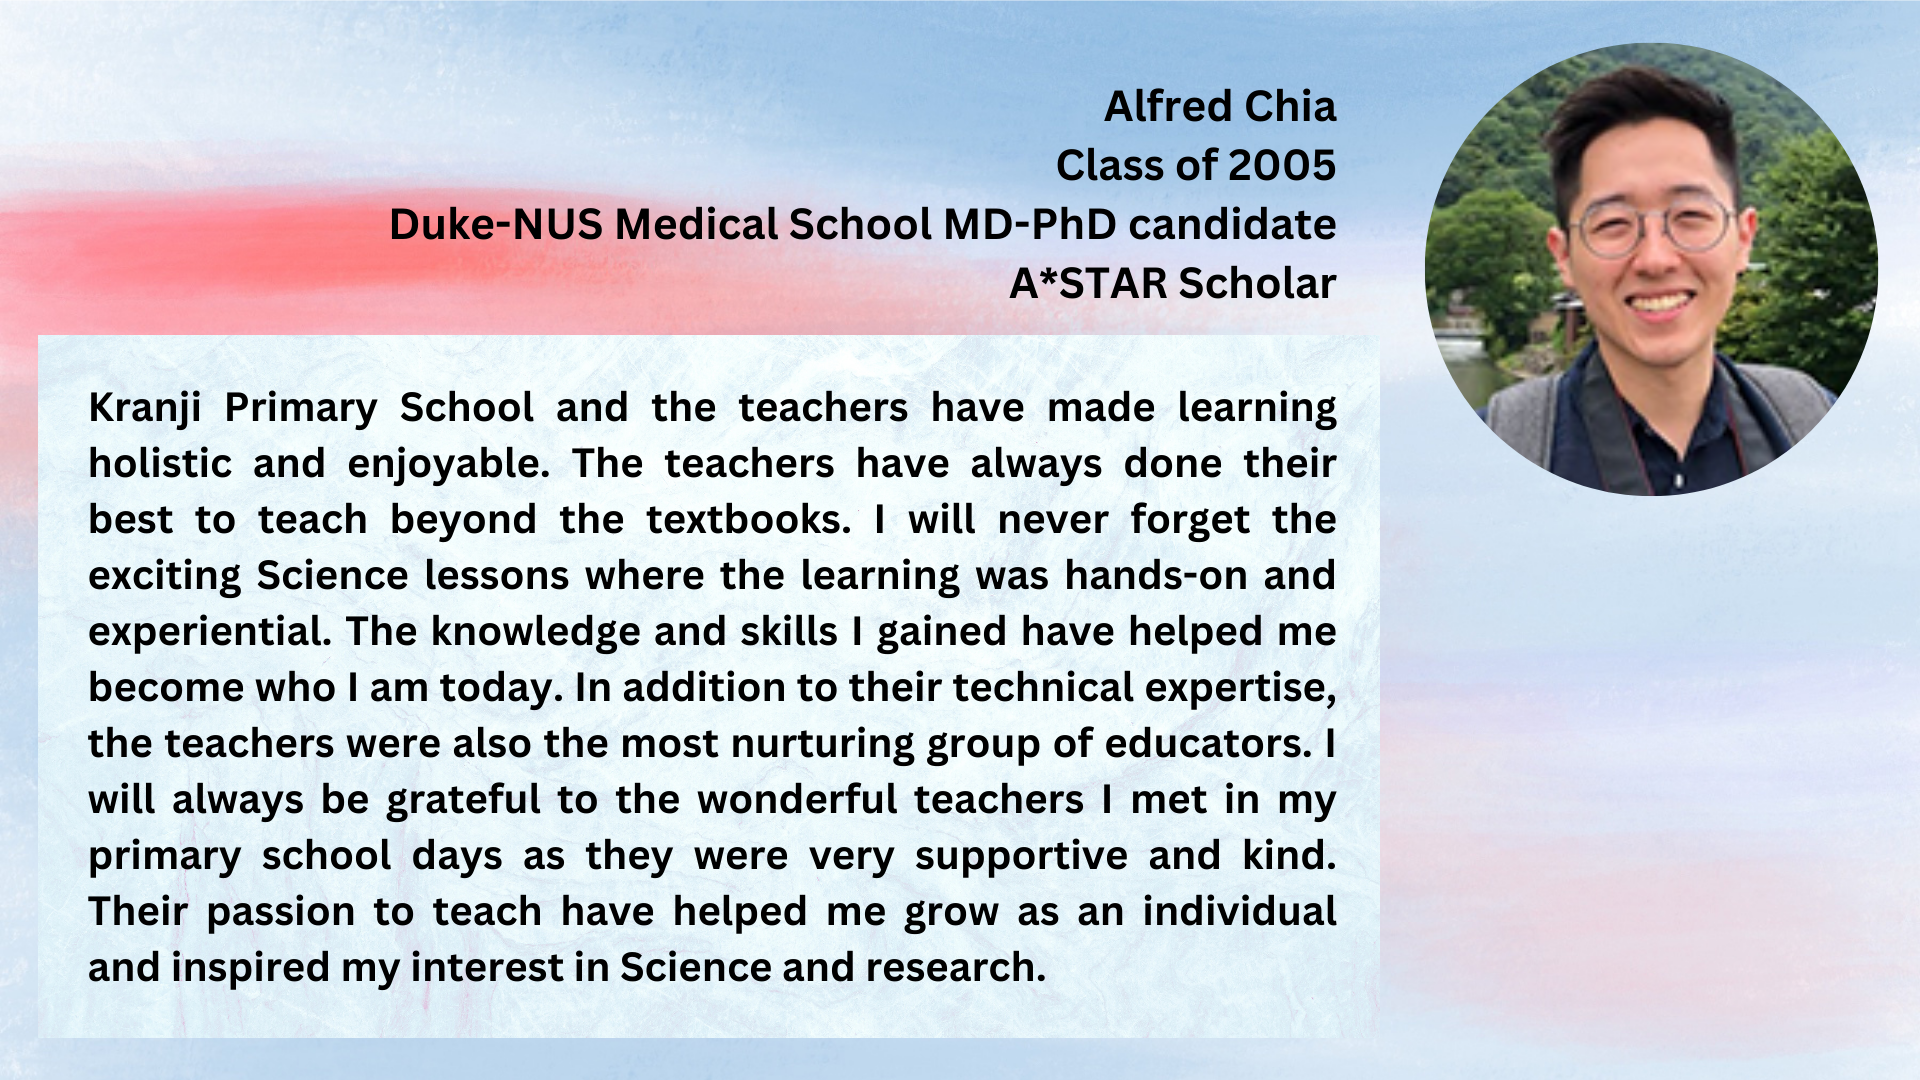 Alfred Chia
Class of 2005
Duke-NUS Medical School MD-PhD candidate
A*STAR Scholar
Kranji Primary School and the teachers have made learning
holistic and enjoyable. The teachers have always done their
best to teach beyond the textbooks. I will never forget the
exciting Science lessons where the learning was hands-on and
experiential. The knowledge and skills I gained have helped me
become who I am today. In addition to their technical expertise,
the teachers were also the most nurturing group of educators. I
will always be grateful to the wonderful teachers I met in my
primary school days as they were very supportive and kind.
Their passion to teach have helped me grow as an individual
and inspired my interest in Science and research.